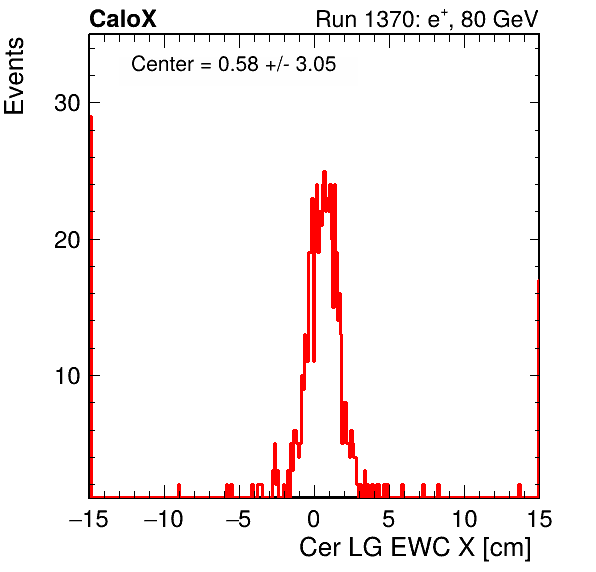 CaloX Run 1370: e⁺, 80 GeV
Center = 0.58 +/- 3.05
Events
30
20
10
−15 −10 −5 0 5 10 15
Cer LG EWC X [cm]